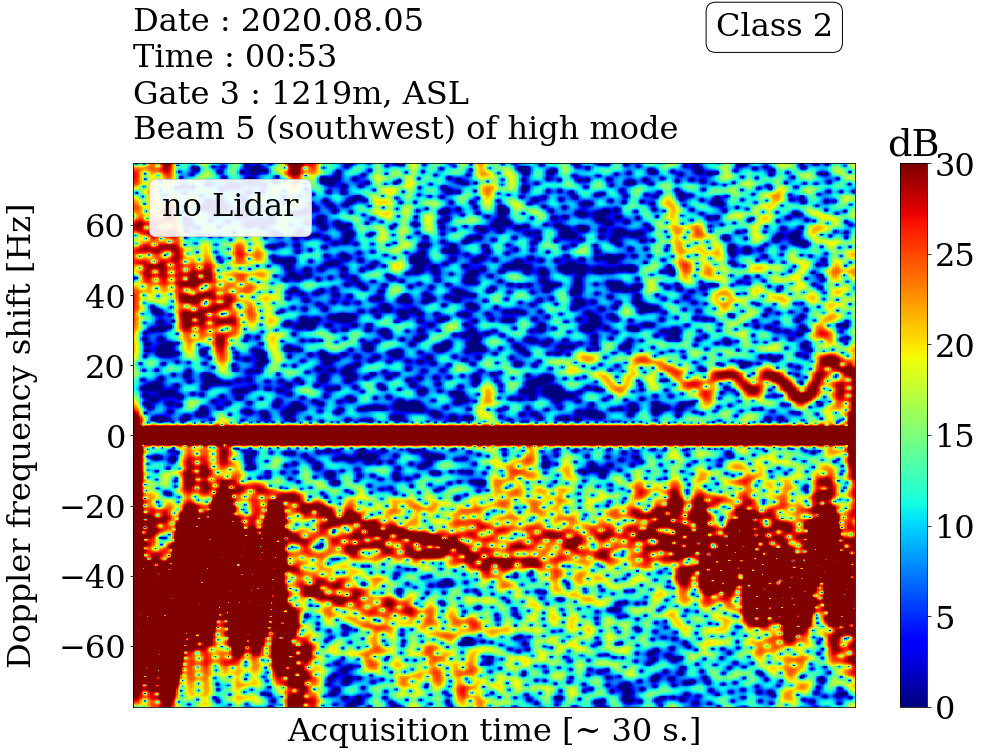 Date : 2020.08.05
Time : 00:53
Gate 3 : 1219m, ASL
Beam 5 (southwest) of high mode
Class 2
dB
no Lidar
Doppler frequency shift [Hz]
60
40
20
0
−20
−40
−60
30
25
20
15
10
5
0
Acquisition time [~ 30 s.]